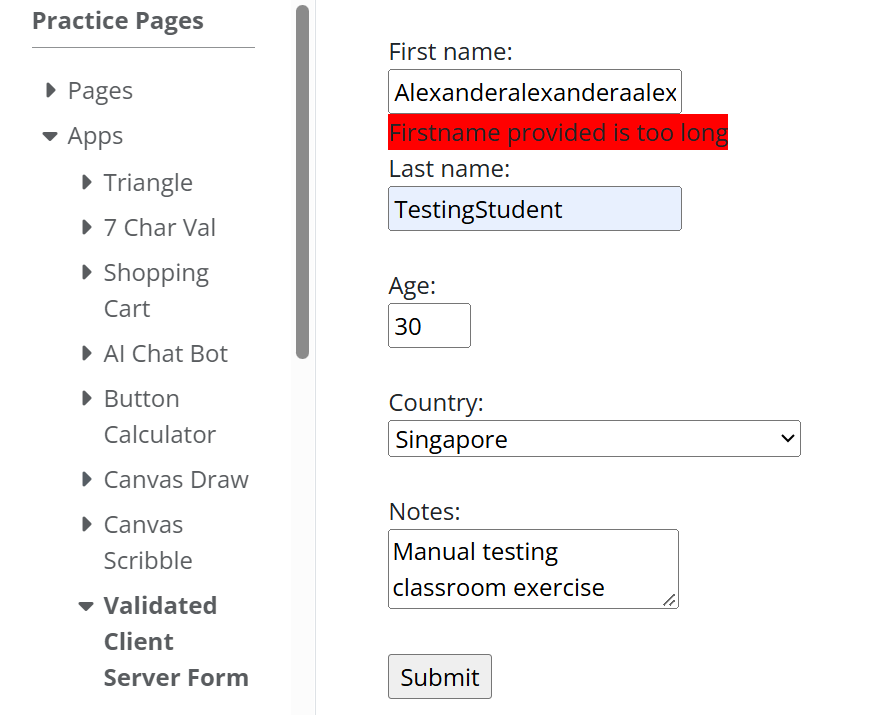 Practice Pages
Pages
Apps
Triangle
7 Char Val
Shopping
Cart
AI Chat Bot
Button
Calculator
Canvas Draw
Canvas
Scribble
Validated
Client
Server Form
First name:
Alexanderalexanderaalex
Firstname provided is too long
Last name:
TestingStudent
Age:
30
Country:
Singapore
Notes:
Manual testing
classroom exercise
Submit